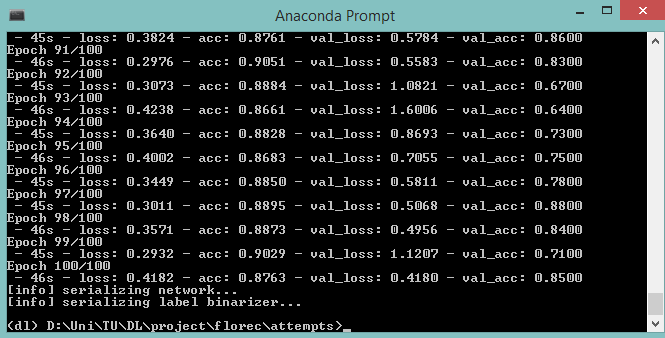 Anaconda Prompt
- 45s - loss: 0.3824 - acc: 0.8761 - val_loss: 0.5784 - val_acc: 0.8600
Epoch 91/100
- 46s - loss: 0.2976 - acc: 0.9051 - val_loss: 0.5583 - val_acc: 0.8300
Epoch 92/100
- 45s - loss: 0.3073 - acc: 0.8884 - val_loss: 1.0821 - val_acc: 0.6700
Epoch 93/100
- 46s - loss: 0.4238 - acc: 0.8661 - val_loss: 1.6006 - val_acc: 0.6400
Epoch 94/100
- 45s - loss: 0.3640 - acc: 0.8828 - val_loss: 0.8693 - val_acc: 0.7300
Epoch 95/100
- 46s - loss: 0.4002 - acc: 0.8683 - val_loss: 0.7055 - val_acc: 0.7500
Epoch 96/100
- 45s - loss: 0.3449 - acc: 0.8850 - val_loss: 0.5811 - val_acc: 0.7800
Epoch 97/100
- 45s - loss: 0.3011 - acc: 0.8895 - val_loss: 0.5068 - val_acc: 0.8800
Epoch 98/100
- 46s - loss: 0.3571 - acc: 0.8873 - val_loss: 0.4956 - val_acc: 0.8400
Epoch 99/100
- 45s - loss: 0.2932 - acc: 0.9029 - val_loss: 1.1207 - val_acc: 0.7100
Epoch 100/100
- 46s - loss: 0.4182 - acc: 0.8763 - val_loss: 0.4180 - val_acc: 0.8500
[info] serializing network...
[info] serializing label binarizer...
(dl) D:\Uni\TU\DL\project\florec\attempts>_